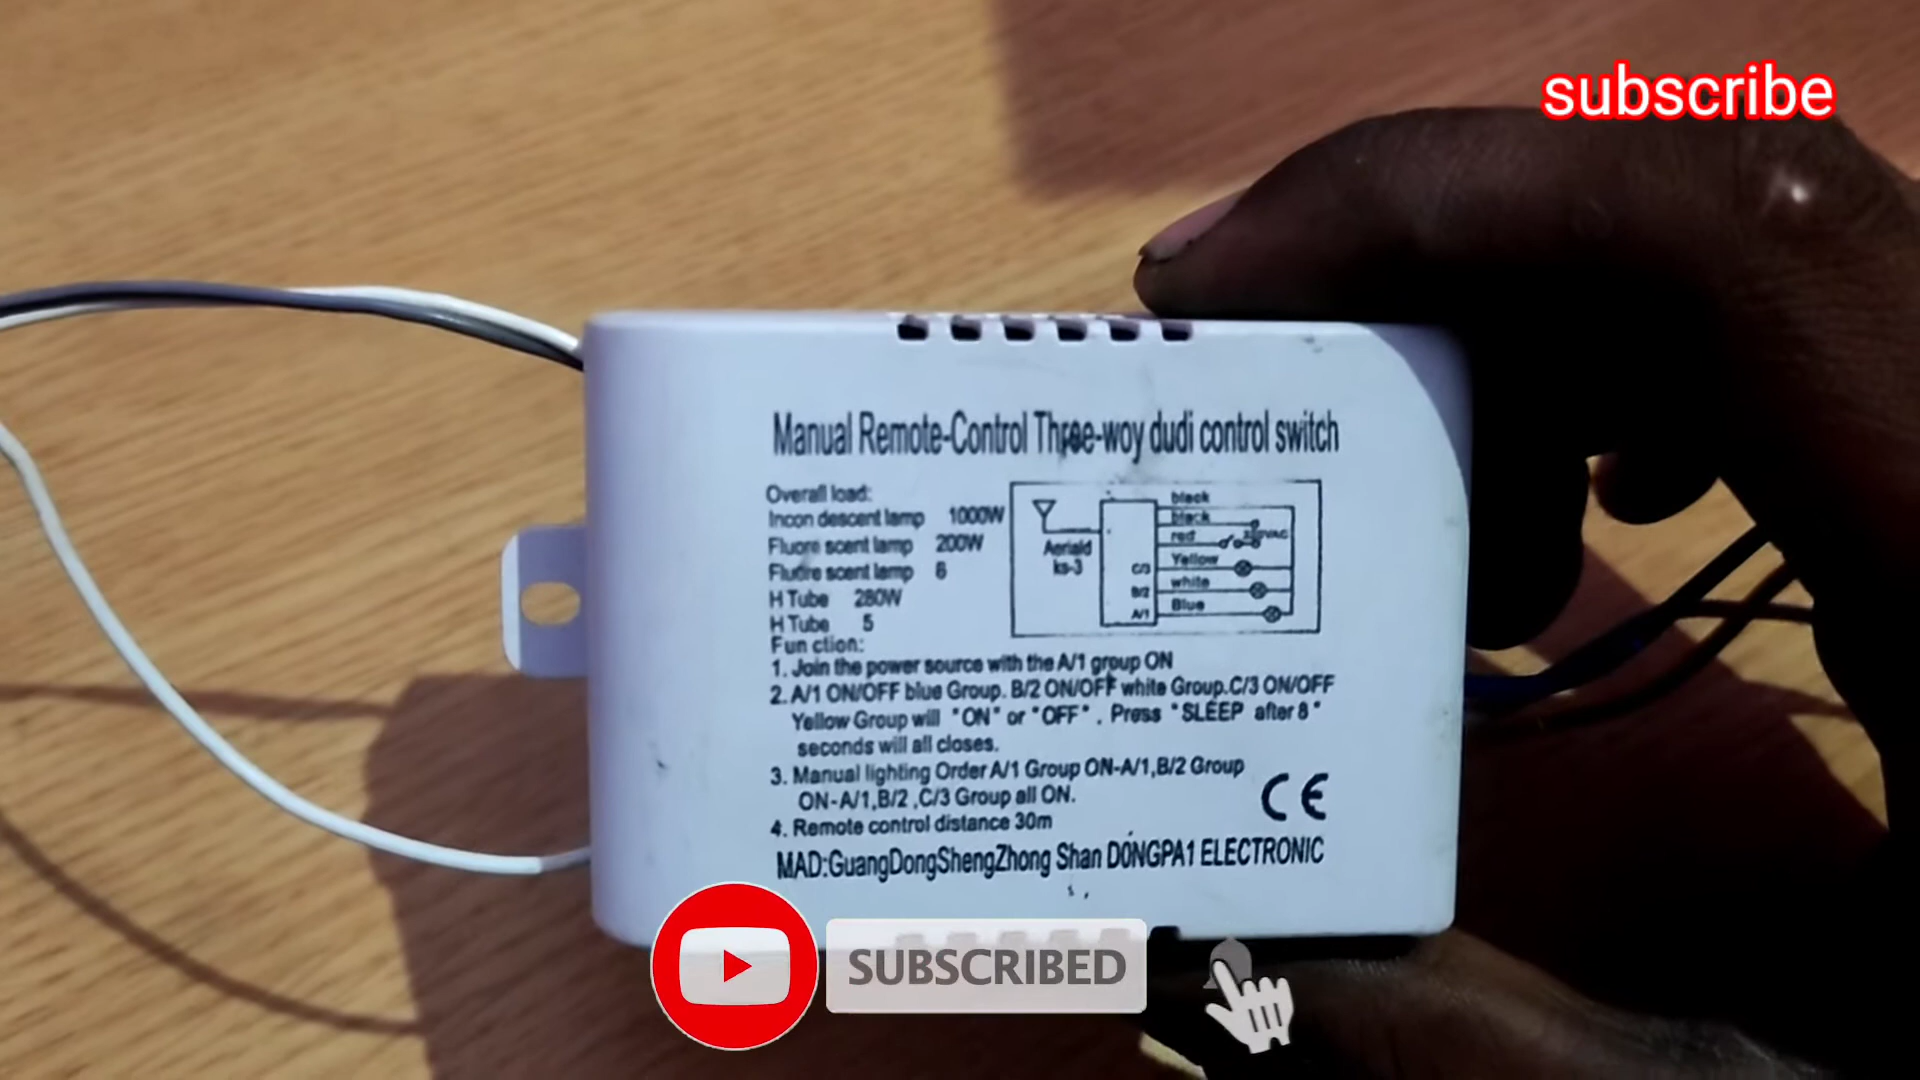 subscribe
Manual Remote-Control Three-woy dudi control switch
Overall load:
Incon descent lamp 1000W
Fluore scent lamp 200W
Fludre scent lamp 6
H Tube 280W
H Tube 5
black
black
red
Yellow
white
Blue
Aeriald
ks-3
C/3
B/2
A/1
Fun ction:
1. Join the power source with the A/1 group ON
2. A/1 ON/OFF blue Group. B/2 ON/OFF white Group.C/3 ON/OFF
Yellow Group will "ON" or "OFF". Press "SLEEP after 8"
seconds will all closes.
3. Manual lighting Order A/1 Group ON-A/1,B/2 Group
ON-A/1,B/2 ,C/3 Group all ON.
4. Remote control distance 30m
CE
MAD:GuangDongShengZhong Shan DONGPA1 ELECTRONIC
SUBSCRIBED